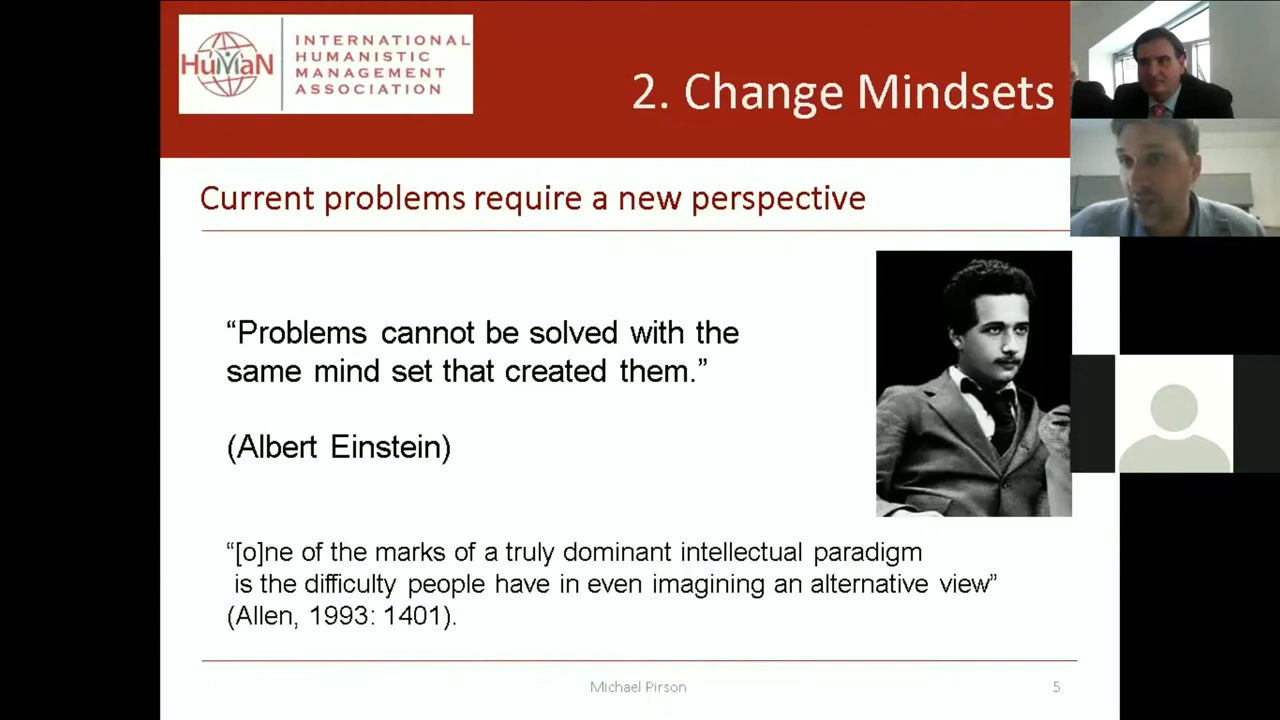 HuMaN
INTERNATIONAL
HUMANISTIC
MANAGEMENT
ASSOCIATION
2. Change Mindsets
Current problems require a new perspective
“Problems cannot be solved with the
same mind set that created them.”
(Albert Einstein)
“[o]ne of the marks of a truly dominant intellectual paradigm
is the difficulty people have in even imagining an alternative view”
(Allen, 1993: 1401).
Michael Pirson
5